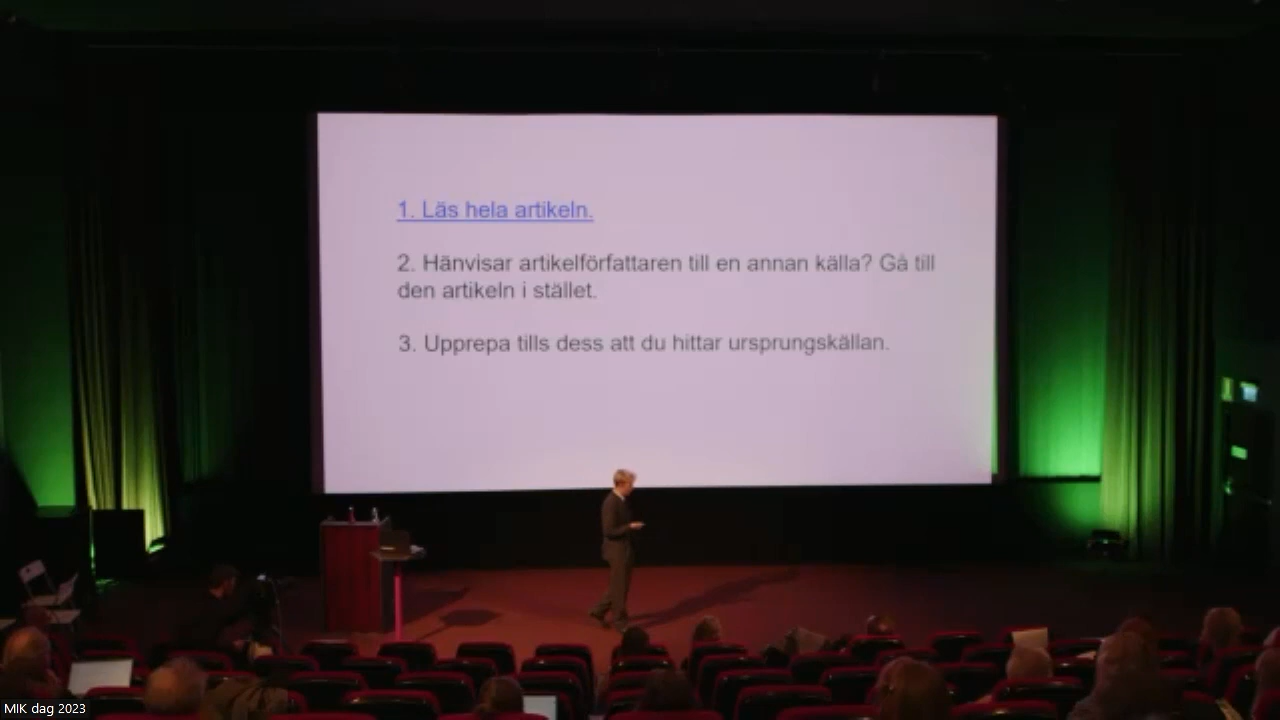 1. Läs hela artikeln.
2. Hänvisar artikelförfattaren till en annan källa? Gå till
den artikeln i stället.
3. Upprepa tills dess att du hittar ursprungskällan.
MIK dag 2023